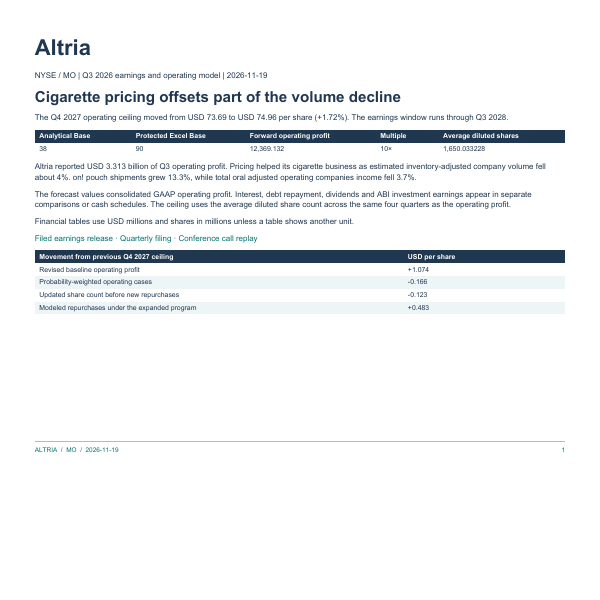 Altria
NYSE / MO | Q3 2026 earnings and operating model | 2026-11-19
Cigarette pricing offsets part of the volume decline
The Q4 2027 operating ceiling moved from USD 73.69 to USD 74.96 per share (+1.72%). The earnings window runs through Q3 2028.
Analytical Base Protected Excel Base Forward operating profit Multiple Average diluted shares
38 90 12,369.132 10× 1,650.033228
Altria reported USD 3.313 billion of Q3 operating profit. Pricing helped its cigarette business as estimated inventory-adjusted company volume fell
about 4%. on! pouch shipments grew 13.3%, while total oral adjusted operating companies income fell 3.7%.
The forecast values consolidated GAAP operating profit. Interest, debt repayment, dividends and ABI investment earnings appear in separate
comparisons or cash schedules. The ceiling uses the average diluted share count across the same four quarters as the operating profit.
Financial tables use USD millions and shares in millions unless a table shows another unit.
Filed earnings release · Quarterly filing · Conference call replay
Movement from previous Q4 2027 ceiling USD per share
Revised baseline operating profit +1.074
Probability-weighted operating cases -0.166
Updated share count before new repurchases -0.123
Modeled repurchases under the expanded program +0.483
ALTRIA / MO / 2026-11-19 1